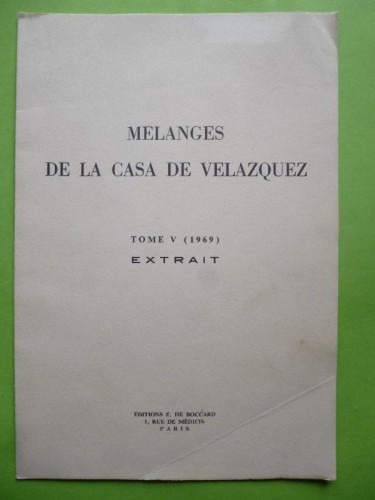 MELANGES
DE LA CASA DE VELAZQUEZ
TOME V (1969)
EXTRAIT
EDITIONS E. DE BOCCARD
1, RUE DE MÉDICIS
PARIS